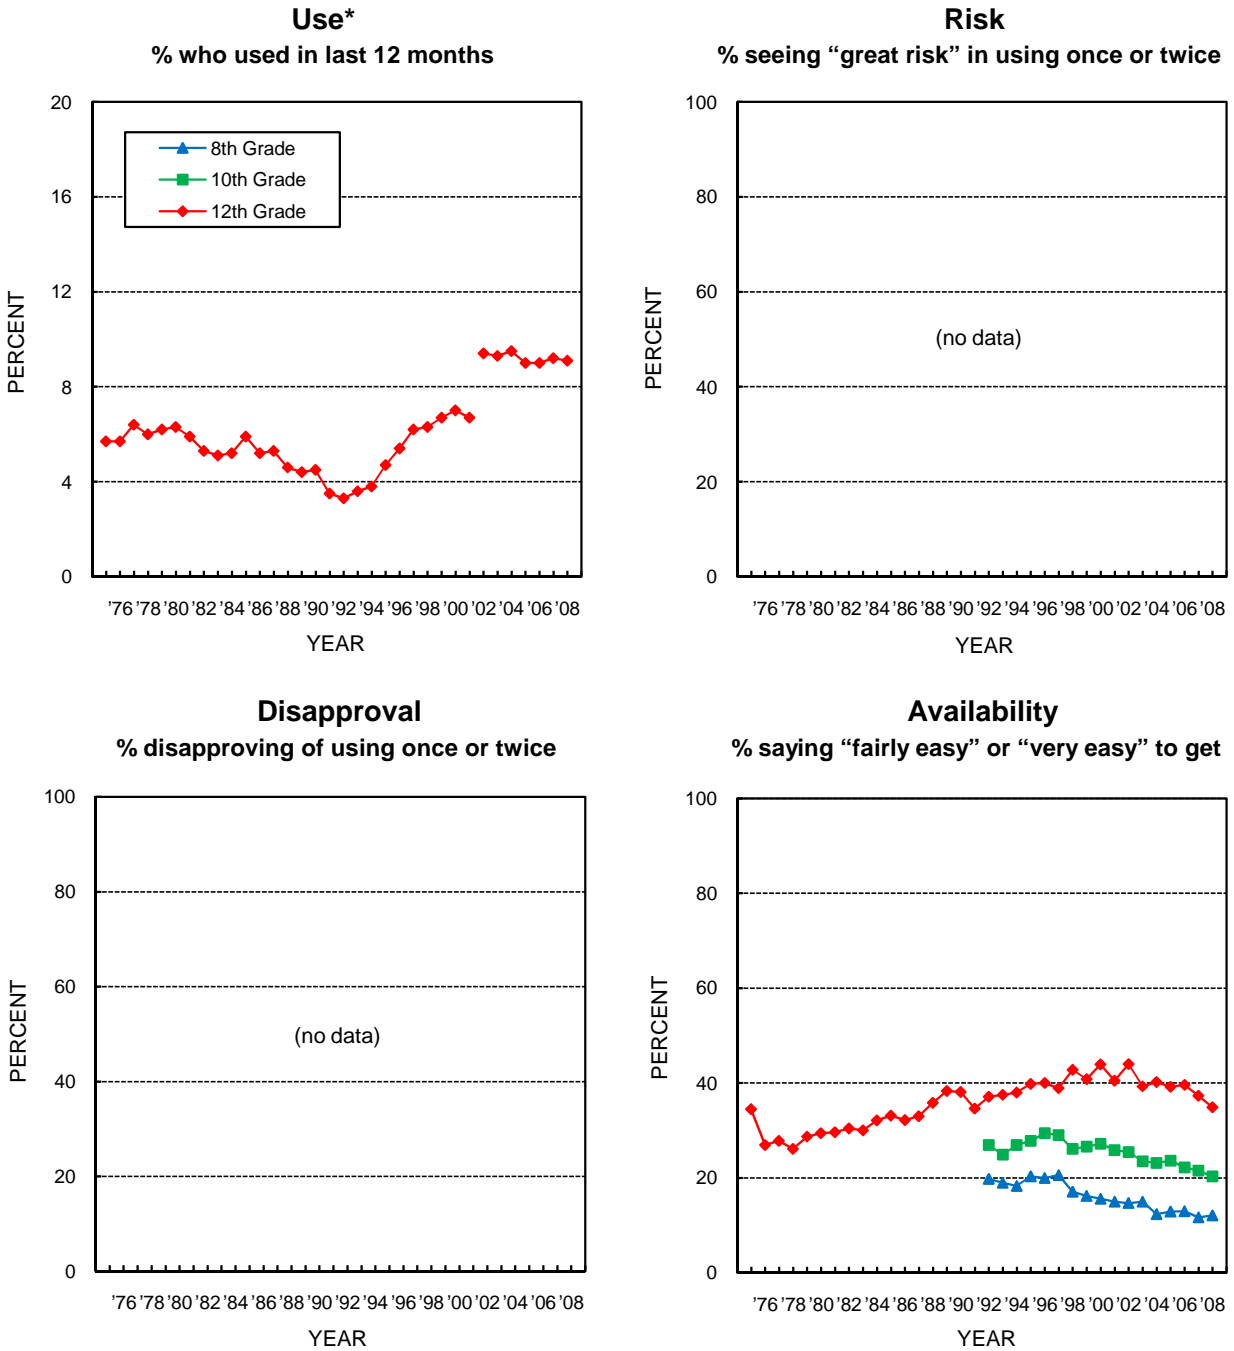 Use*
% who used in last 12 months
20
16
12
8
4
0
PERCENT
8th Grade
10th Grade
12th Grade
’76 ’78 ’80 ’82 ’84 ’86 ’88 ’90 ’92 ’94 ’96 ’98 ’00 ’02 ’04 ’06 ’08
YEAR
Risk
% seeing “great risk” in using once or twice
100
80
60
40
20
0
PERCENT
(no data)
’76 ’78 ’80 ’82 ’84 ’86 ’88 ’90 ’92 ’94 ’96 ’98 ’00 ’02 ’04 ’06 ’08
YEAR
Disapproval
% disapproving of using once or twice
100
80
60
40
20
0
PERCENT
(no data)
’76 ’78 ’80 ’82 ’84 ’86 ’88 ’90 ’92 ’94 ’96 ’98 ’00 ’02 ’04 ’06 ’08
YEAR
Availability
% saying “fairly easy” or “very easy” to get
100
80
60
40
20
0
PERCENT
’76 ’78 ’80 ’82 ’84 ’86 ’88 ’90 ’92 ’94 ’96 ’98 ’00 ’02 ’04 ’06 ’08
YEAR